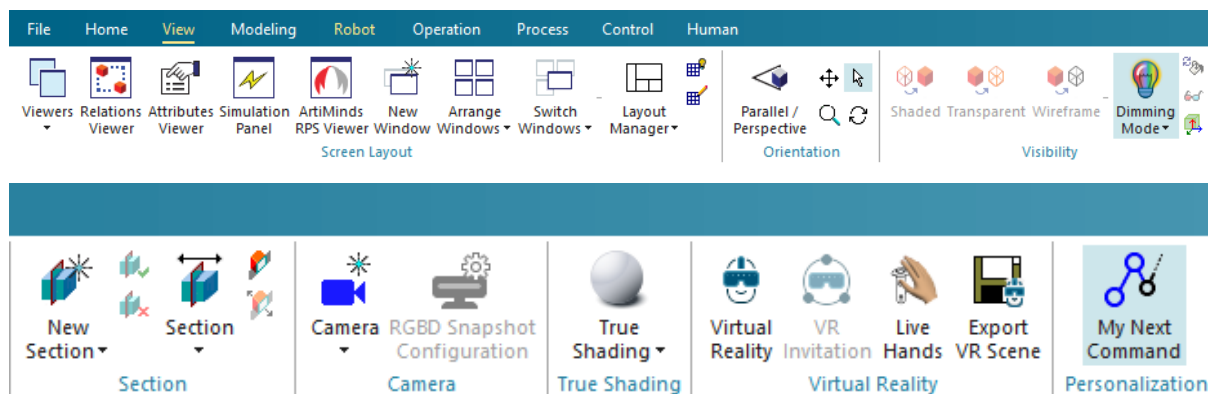 File Home View Modeling Robot Operation Process Control Human
Viewers Relations Attributes Simulation ArtiMinds New Arrange Switch Layout Parallel / Shaded Transparent Wireframe Dimming
Viewer Viewer Panel RPS Viewer Window Windows Windows Manager Perspective Mode
Screen Layout Orientation Visibility
New Section Camera RGBD Snapshot True Virtual VR Live Export My Next
Section Configuration Shading Reality Invitation Hands VR Scene Command
Section Camera True Shading Virtual Reality Personalization